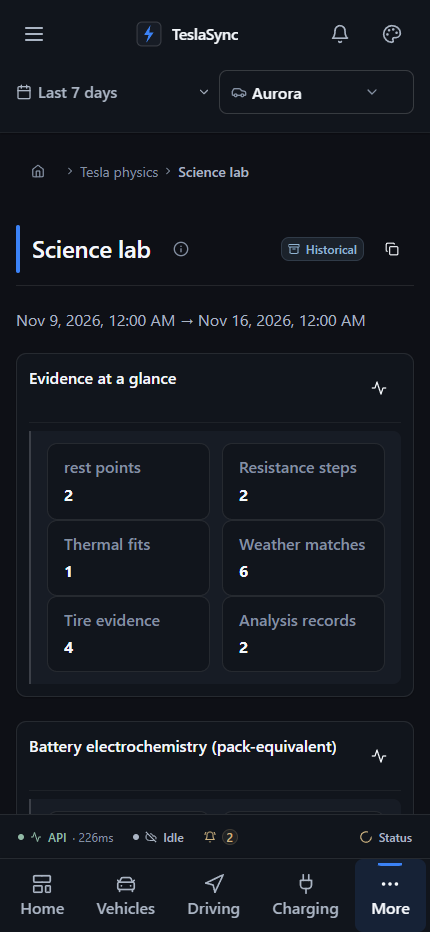 TeslaSync
Last 7 days
Aurora
Tesla physics
Science lab
Science lab
Historical
Nov 9, 2026, 12:00 AM → Nov 16, 2026, 12:00 AM
Evidence at a glance
rest points
2
Resistance steps
2
Thermal fits
1
Weather matches
6
Tire evidence
4
Analysis records
2
Battery electrochemistry (pack-equivalent)
API · 226ms
Idle
2
Status
Home
Vehicles
Driving
Charging
More